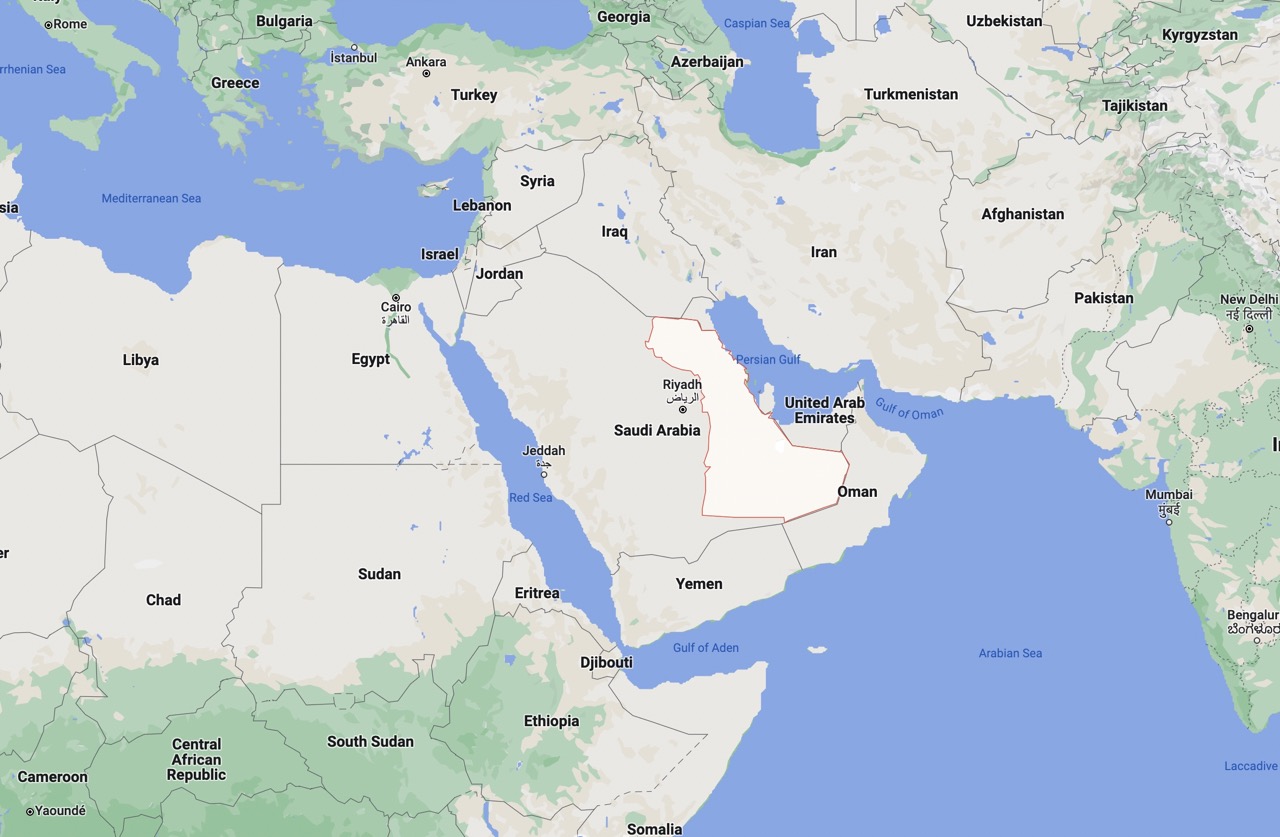 Rome
Bulgaria
Georgia
Caspian Sea
Uzbekistan
Kyrgyzstan
İstanbul
Ankara
Azerbaijan
rrhenian Sea
Greece
Turkey
Turkmenistan
Tajikistan
Syria
Mediterranean Sea
Lebanon
sia
Afghanistan
Iraq
Israel
Iran
Jordan
Pakistan
New Delhi
नई दिल्ली
Cairo
القاهرة
Libya
Egypt
Persian Gulf
Riyadh
الرياض
United Arab
Emirates
Gulf of Oman
Saudi Arabia
Jeddah
جدة
Red Sea
Oman
Mumbai
मुंबई
er
Sudan
Yemen
Chad
Eritrea
Bengalur
ಬೆಂಗಳೂರ
Gulf of Aden
Arabian Sea
Djibouti
Ethiopia
South Sudan
Central
African
Republic
Laccadive
Cameroon
Yaoundé
Somalia